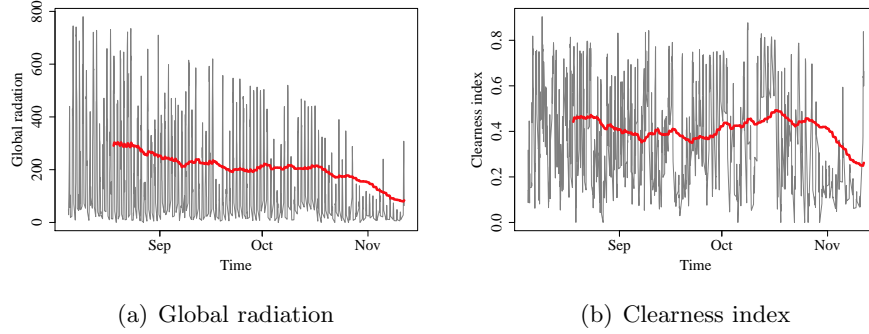 Global radation
800
600
400
200
0
Sep
Oct
Nov
Time
(a) Global radiation
Clearness index
0.8
0.6
0.4
0.2
0.0
Sep
Oct
Nov
Time
(b) Clearness index